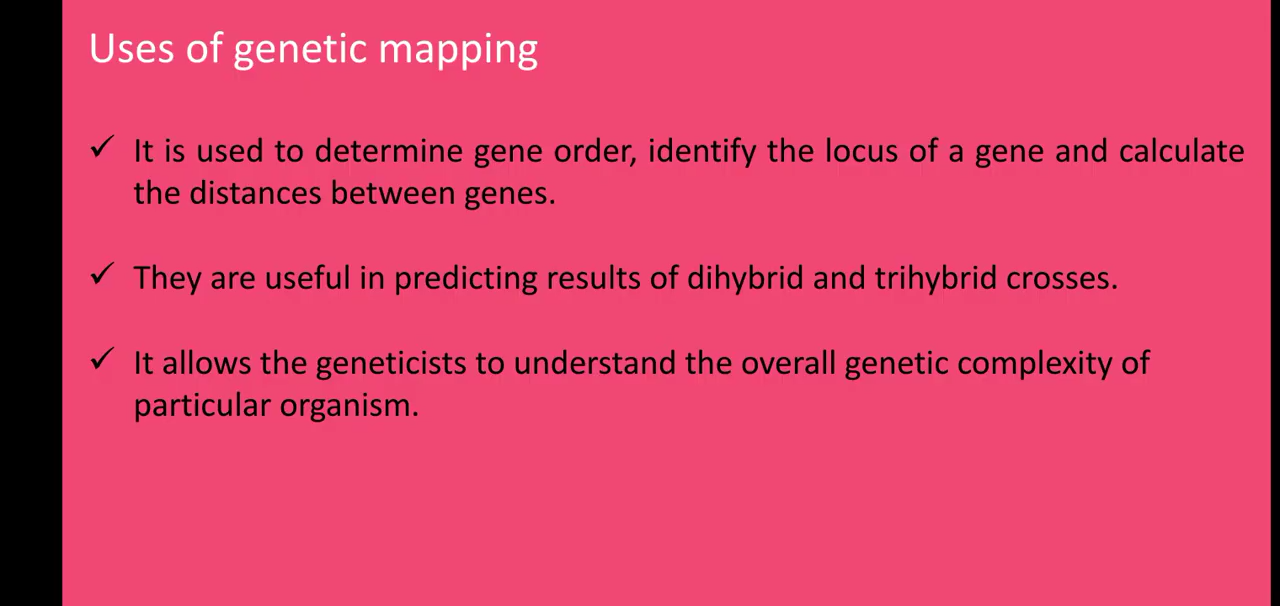 Uses of genetic mapping
✓ It is used to determine gene order, identify the locus of a gene and calculate
the distances between genes.
✓ They are useful in predicting results of dihybrid and trihybrid crosses.
✓ It allows the geneticists to understand the overall genetic complexity of
particular organism.